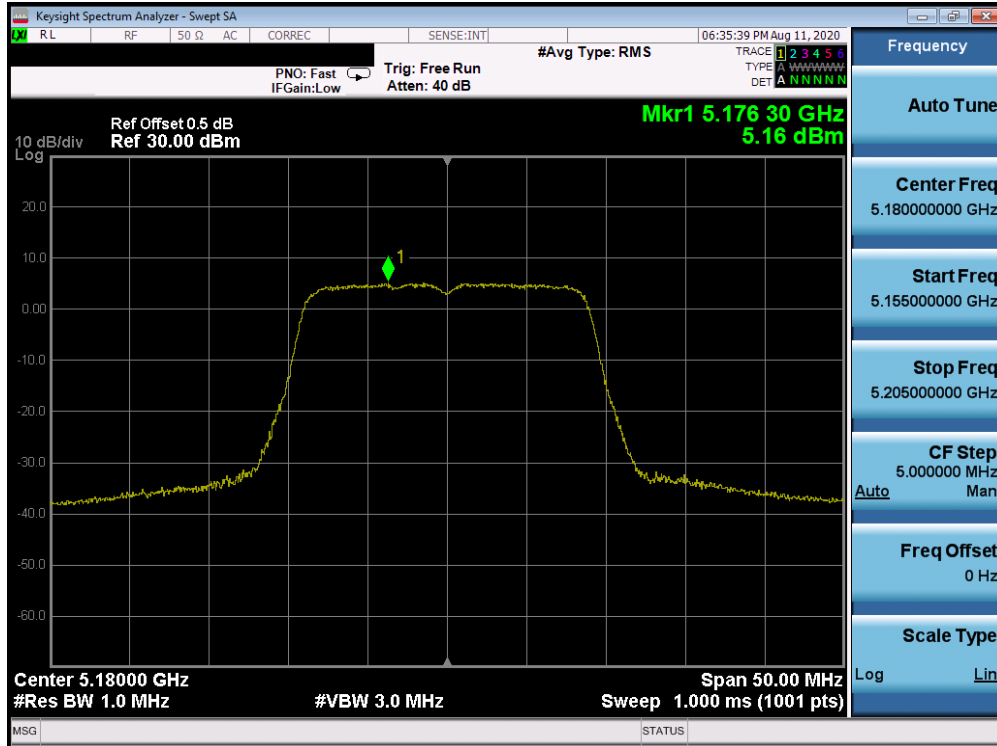 Keysight Spectrum Analyzer - Swept SA
LXI RL RF 50 Ω AC CORREC SENSE:INT 06:35:39 PM Aug 11, 2020
PNO: Fast
IFGain:Low
Trig: Free Run
Atten: 40 dB
#Avg Type: RMS
TRACE 1 2 3 4 5 6
TYPE A WWWWW
DET A N N N N N
Mkr1 5.176 30 GHz
5.16 dBm
Ref Offset 0.5 dB
10 dB/div Ref 30.00 dBm
Log
20.0
10.0
0.00
-10.0
-20.0
-30.0
-40.0
-50.0
-60.0
1
Center 5.18000 GHz Span 50.00 MHz
#Res BW 1.0 MHz #VBW 3.0 MHz Sweep 1.000 ms (1001 pts)
MSG STATUS
Frequency
Auto Tune
Center Freq
5.180000000 GHz
Start Freq
5.155000000 GHz
Stop Freq
5.205000000 GHz
CF Step
5.000000 MHz
Auto Man
Freq Offset
0 Hz
Scale Type
Log Lin